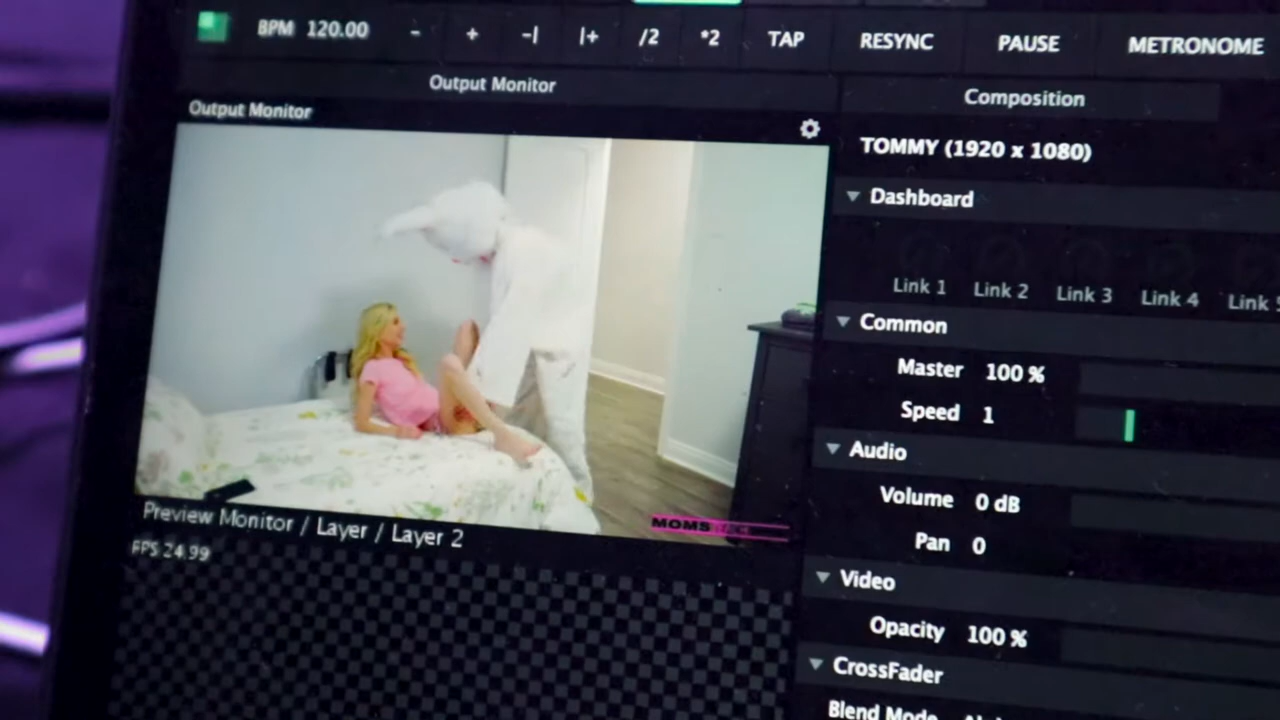 BPM 120.00 - + -| |+ /2 *2 TAP RESYNC PAUSE METRONOME
Output Monitor
Composition
Output Monitor
TOMMY (1920 x 1080)
Dashboard
Link 1 Link 2 Link 3 Link 4 Link
Common
Master 100 %
Speed 1
Audio
Volume 0 dB
Pan 0
MOMS
Preview Monitor / Layer / Layer 2
FPS 24.99
Video
Opacity 100 %
CrossFader
Blend Mode